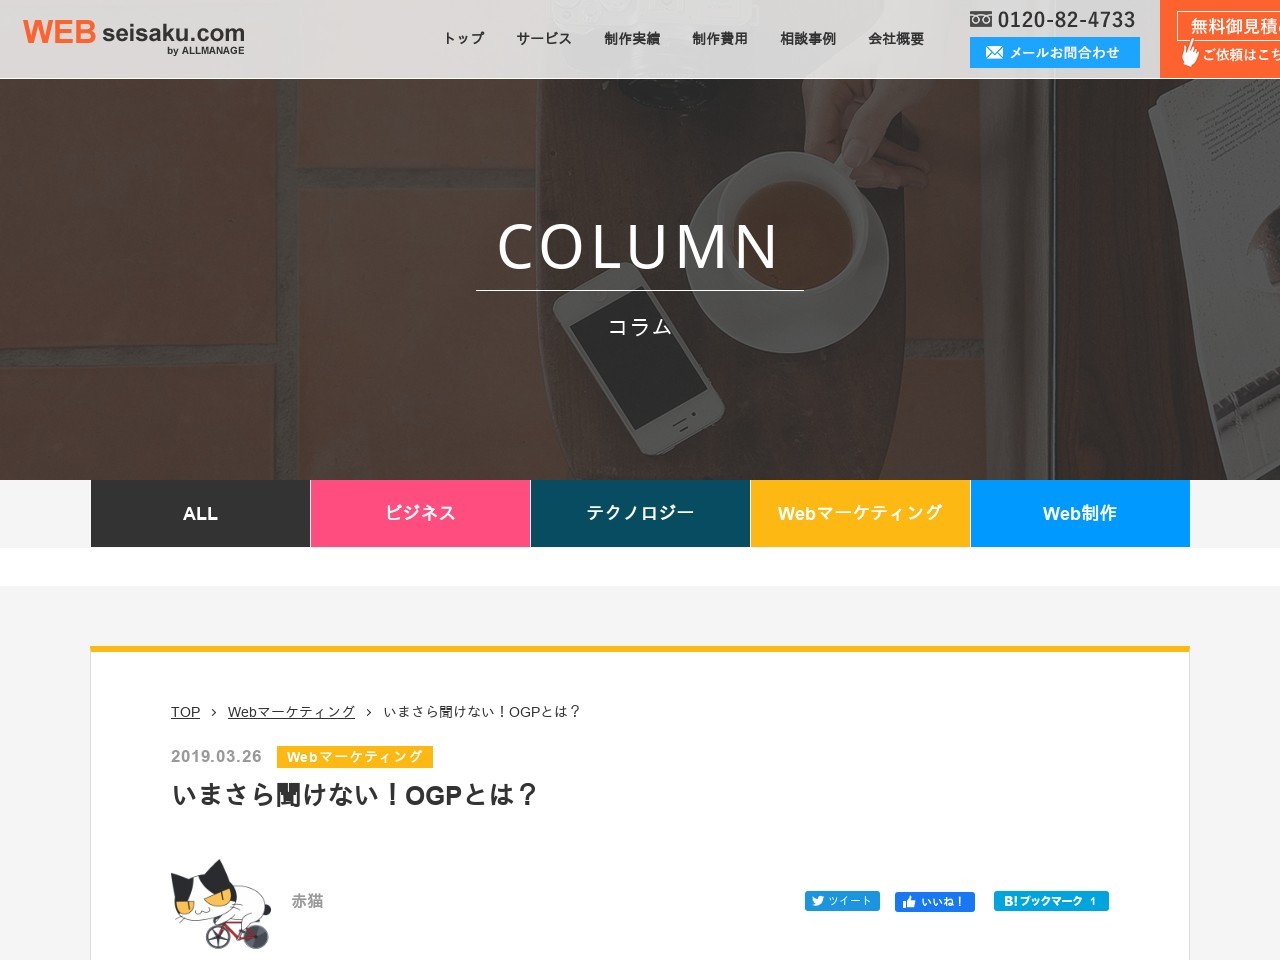 WEB seisaku.com
by ALLMANAGE
トップ
サービス
制作実績
制作費用
相談事例
会社概要
0120-82-4733
メールお問合わせ
無料御見積
ご依頼はこち
COLUMN
コラム
ALL
ビジネス
テクノロジー
Webマーケティング
Web制作
TOP > Webマーケティング > いまさら聞けない！OGPとは？
2019.03.26 Webマーケティング
いまさら聞けない！OGPとは？
赤猫
ツイート
いいね！
B! ブックマーク 1